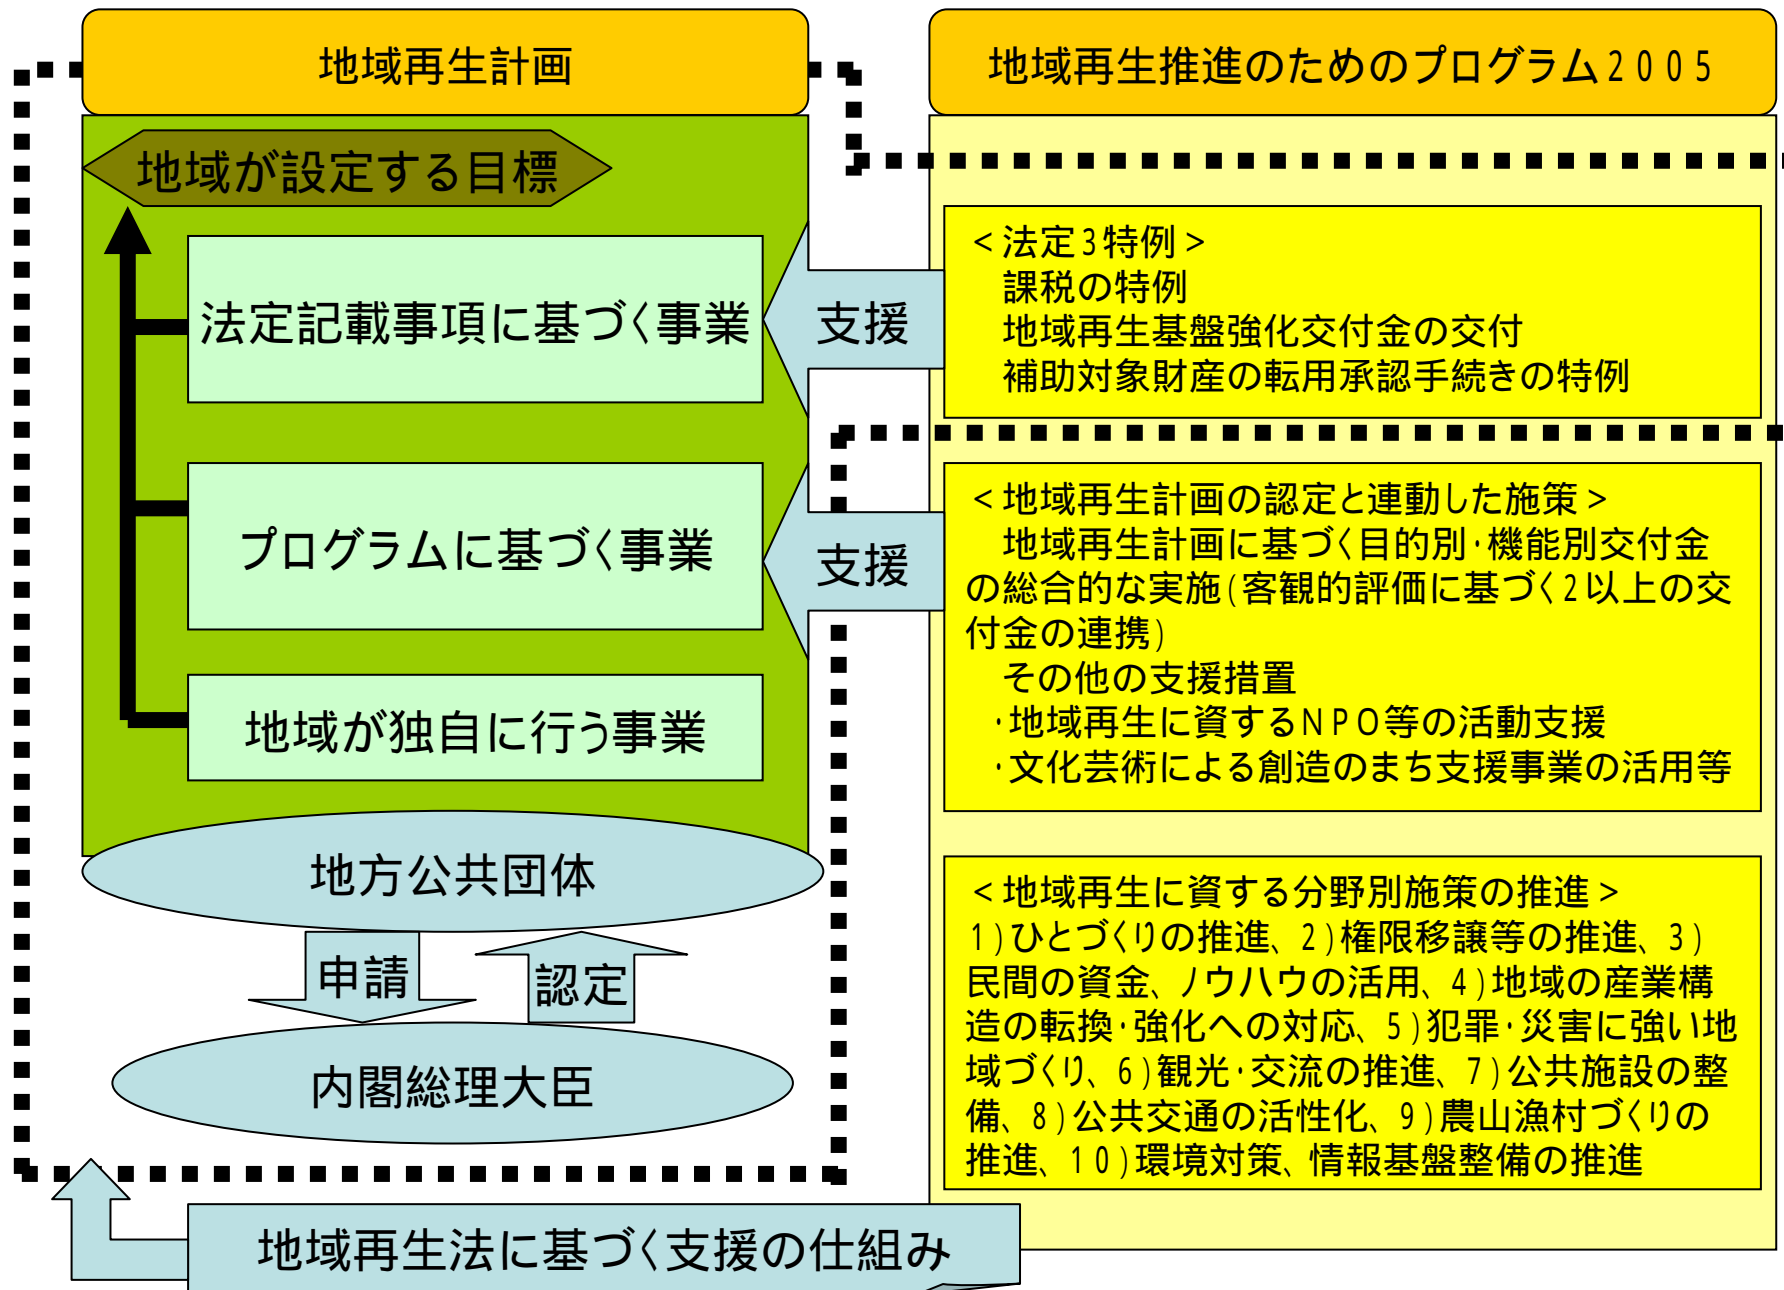 地域再生計画
地域が設定する目標
法定記載事項に基づく事業
支援
プログラムに基づく事業
支援
地域が独自に行う事業
地方公共団体
申請
認定
内閣総理大臣
地域再生法に基づく支援の仕組み
地域再生推進のためのプログラム2005
<法定3特例>
課税の特例
地域再生基盤強化交付金の交付
補助対象財産の転用承認手続きの特例
<地域再生計画の認定と連動した施策>
地域再生計画に基づく目的別・機能別交付金
の総合的な実施(客観的評価に基づく2以上の交
付金の連携)
その他の支援措置
・地域再生に資するNPO等の活動支援
・文化芸術による創造のまち支援事業の活用等
<地域再生に資する分野別施策の推進>
1)ひとづくりの推進、2)権限移譲等の推進、3)
民間の資金、ノウハウの活用、4)地域の産業構
造の転換・強化への対応、5)犯罪・災害に強い地
域づくり、6)観光・交流の推進、7)公共施設の整
備、8)公共交通の活性化、9)農山漁村づくりの
推進、10)環境対策、情報基盤整備の推進